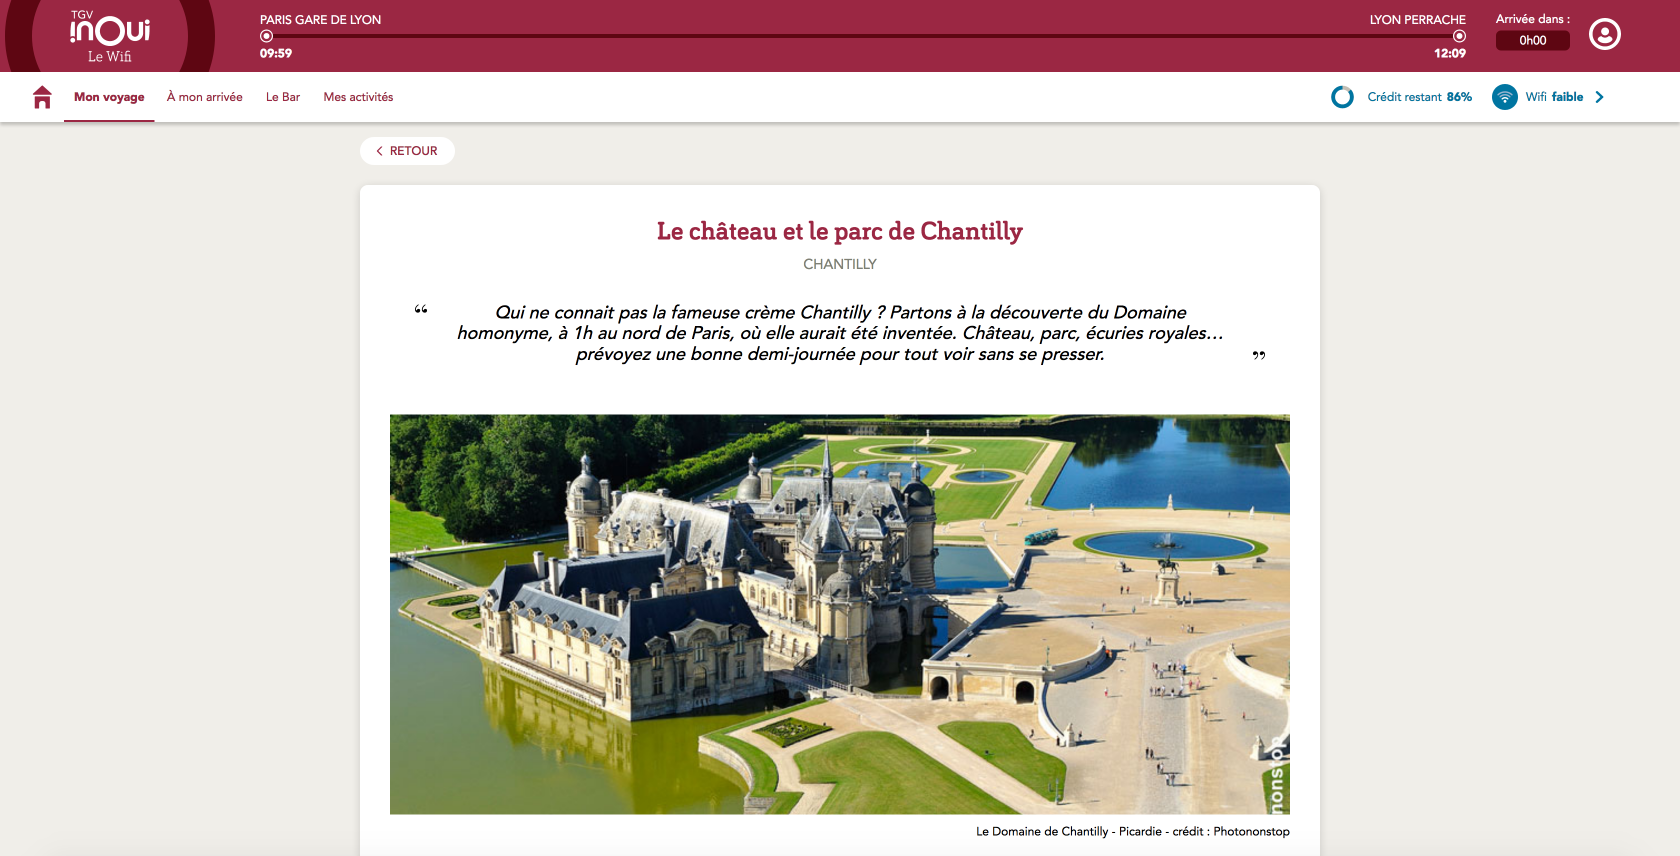 TGV
inOui
Le Wifi
PARIS GARE DE LYON
LYON PERRACHE
09:59
12:09
Arrivée dans :
0h00
Mon voyage
À mon arrivée
Le Bar
Mes activités
Crédit restant 86%
Wifi faible
RETOUR
Le château et le parc de Chantilly
CHANTILLY
“ Qui ne connait pas la fameuse crème Chantilly ? Partons à la découverte du Domaine
homonyme, à 1h au nord de Paris, où elle aurait été inventée. Château, parc, écuries royales...
prévoyez une bonne demi-journée pour tout voir sans se presser. ”
nonstop
Le Domaine de Chantilly - Picardie - crédit : Photononstop